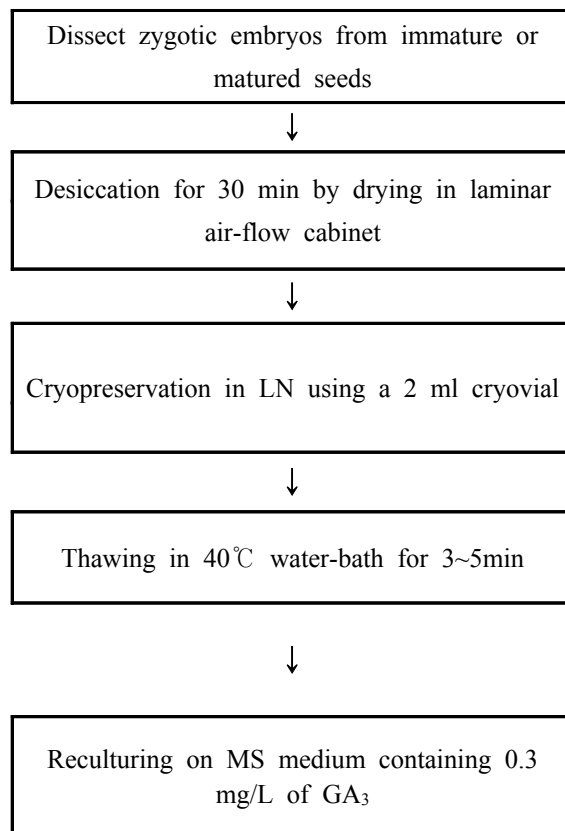 Dissect zygotic embryos from immature or
matured seeds
↓
Desiccation for 30 min by drying in laminar
air-flow cabinet
↓
Cryopreservation in LN using a 2 ml cryovial
↓
Thawing in 40℃ water-bath for 3~5min
↓
Reculturing on MS medium containing 0.3
mg/L of GA₃